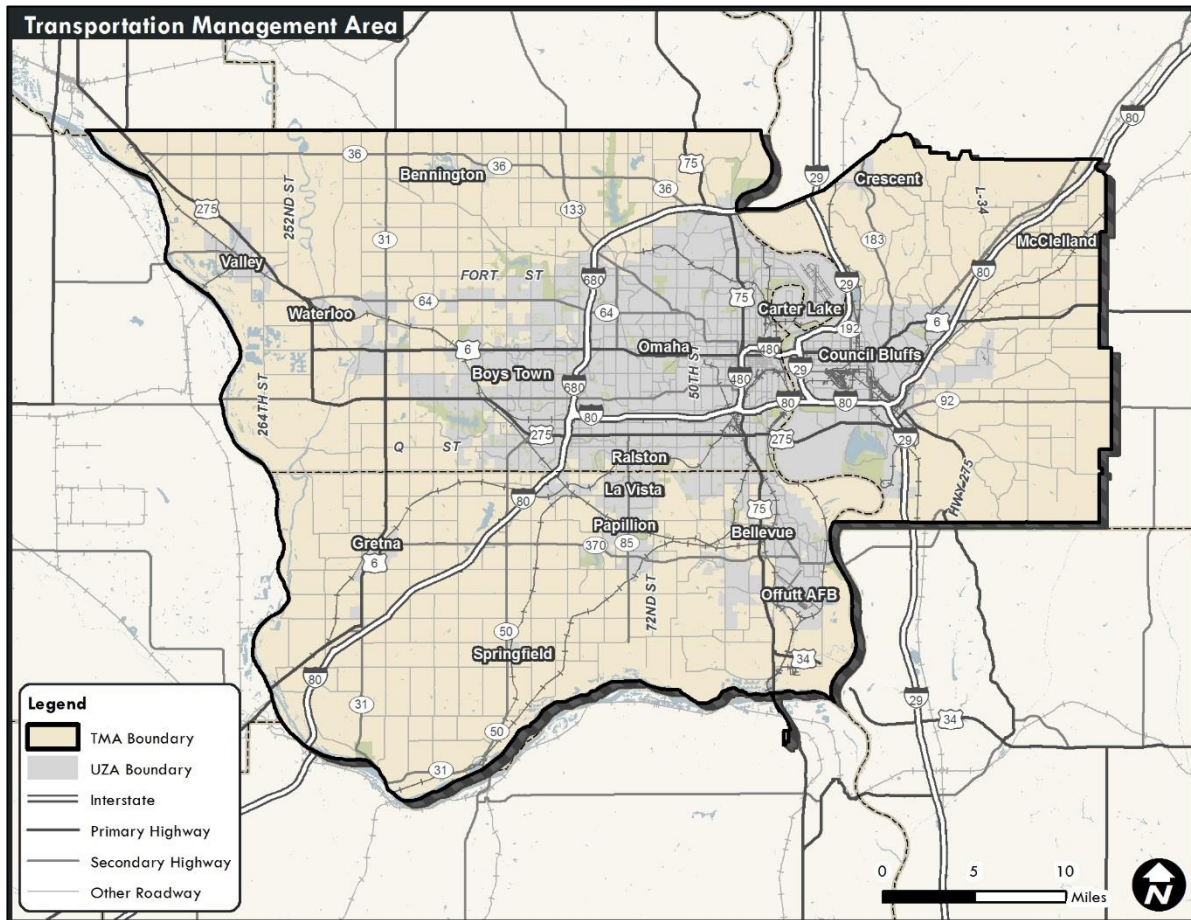 Transportation Management Area
80
36
36
75
36
29
Crescent
L-34
Bennington
275
252ND ST
133
31
183
McClelland
Valley
FORT ST
680
29
80
Waterloo
64
64
75
Carter Lake
192
6
6
Omaha
480
Council Bluffs
Boys Town
50TH ST
29
680
480
80
80
92
264TH ST
80
275
275
29
Q ST
Ralston
HWY-275
80
La Vista
75
Papillion
Bellevue
Gretna
370
85
6
Offutt AFB
72ND ST
50
Springfield
34
80
29
34
31
50
31
Legend
TMA Boundary
UZA Boundary
Interstate
Primary Highway
Secondary Highway
Other Roadway
0 5 10
Miles
N